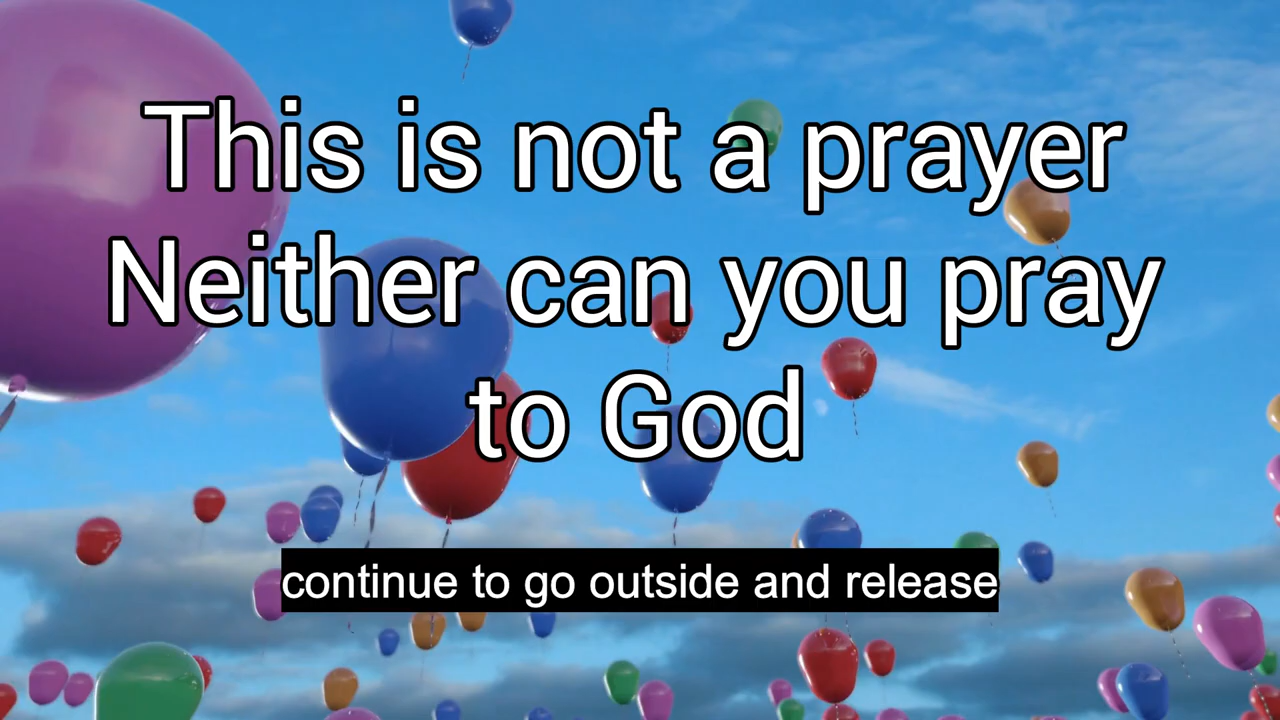 This is not a prayer
Neither can you pray
to God
continue to go outside and release